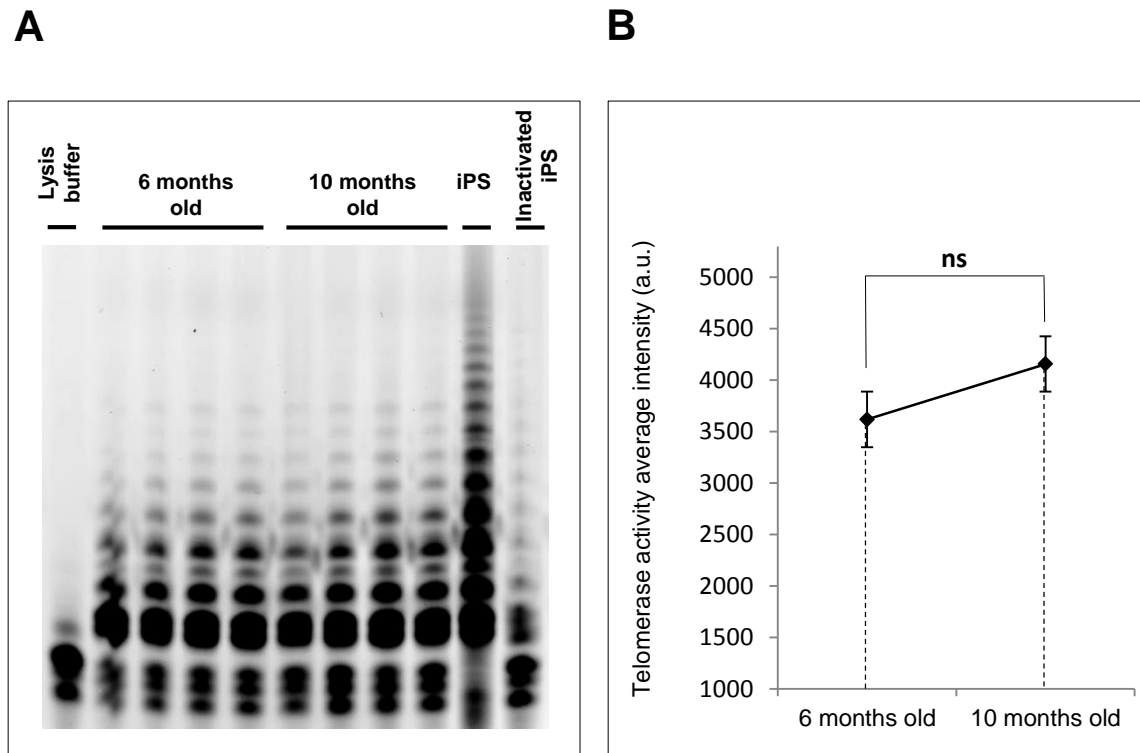 A
B
Lysis
buffer
6 months
old
10 months
old
iPS
Inactivated
iPS
Telomerase activity average intensity (a.u.)
5000
4500
4000
3500
3000
2500
2000
1500
1000
ns
6 months old
10 months old